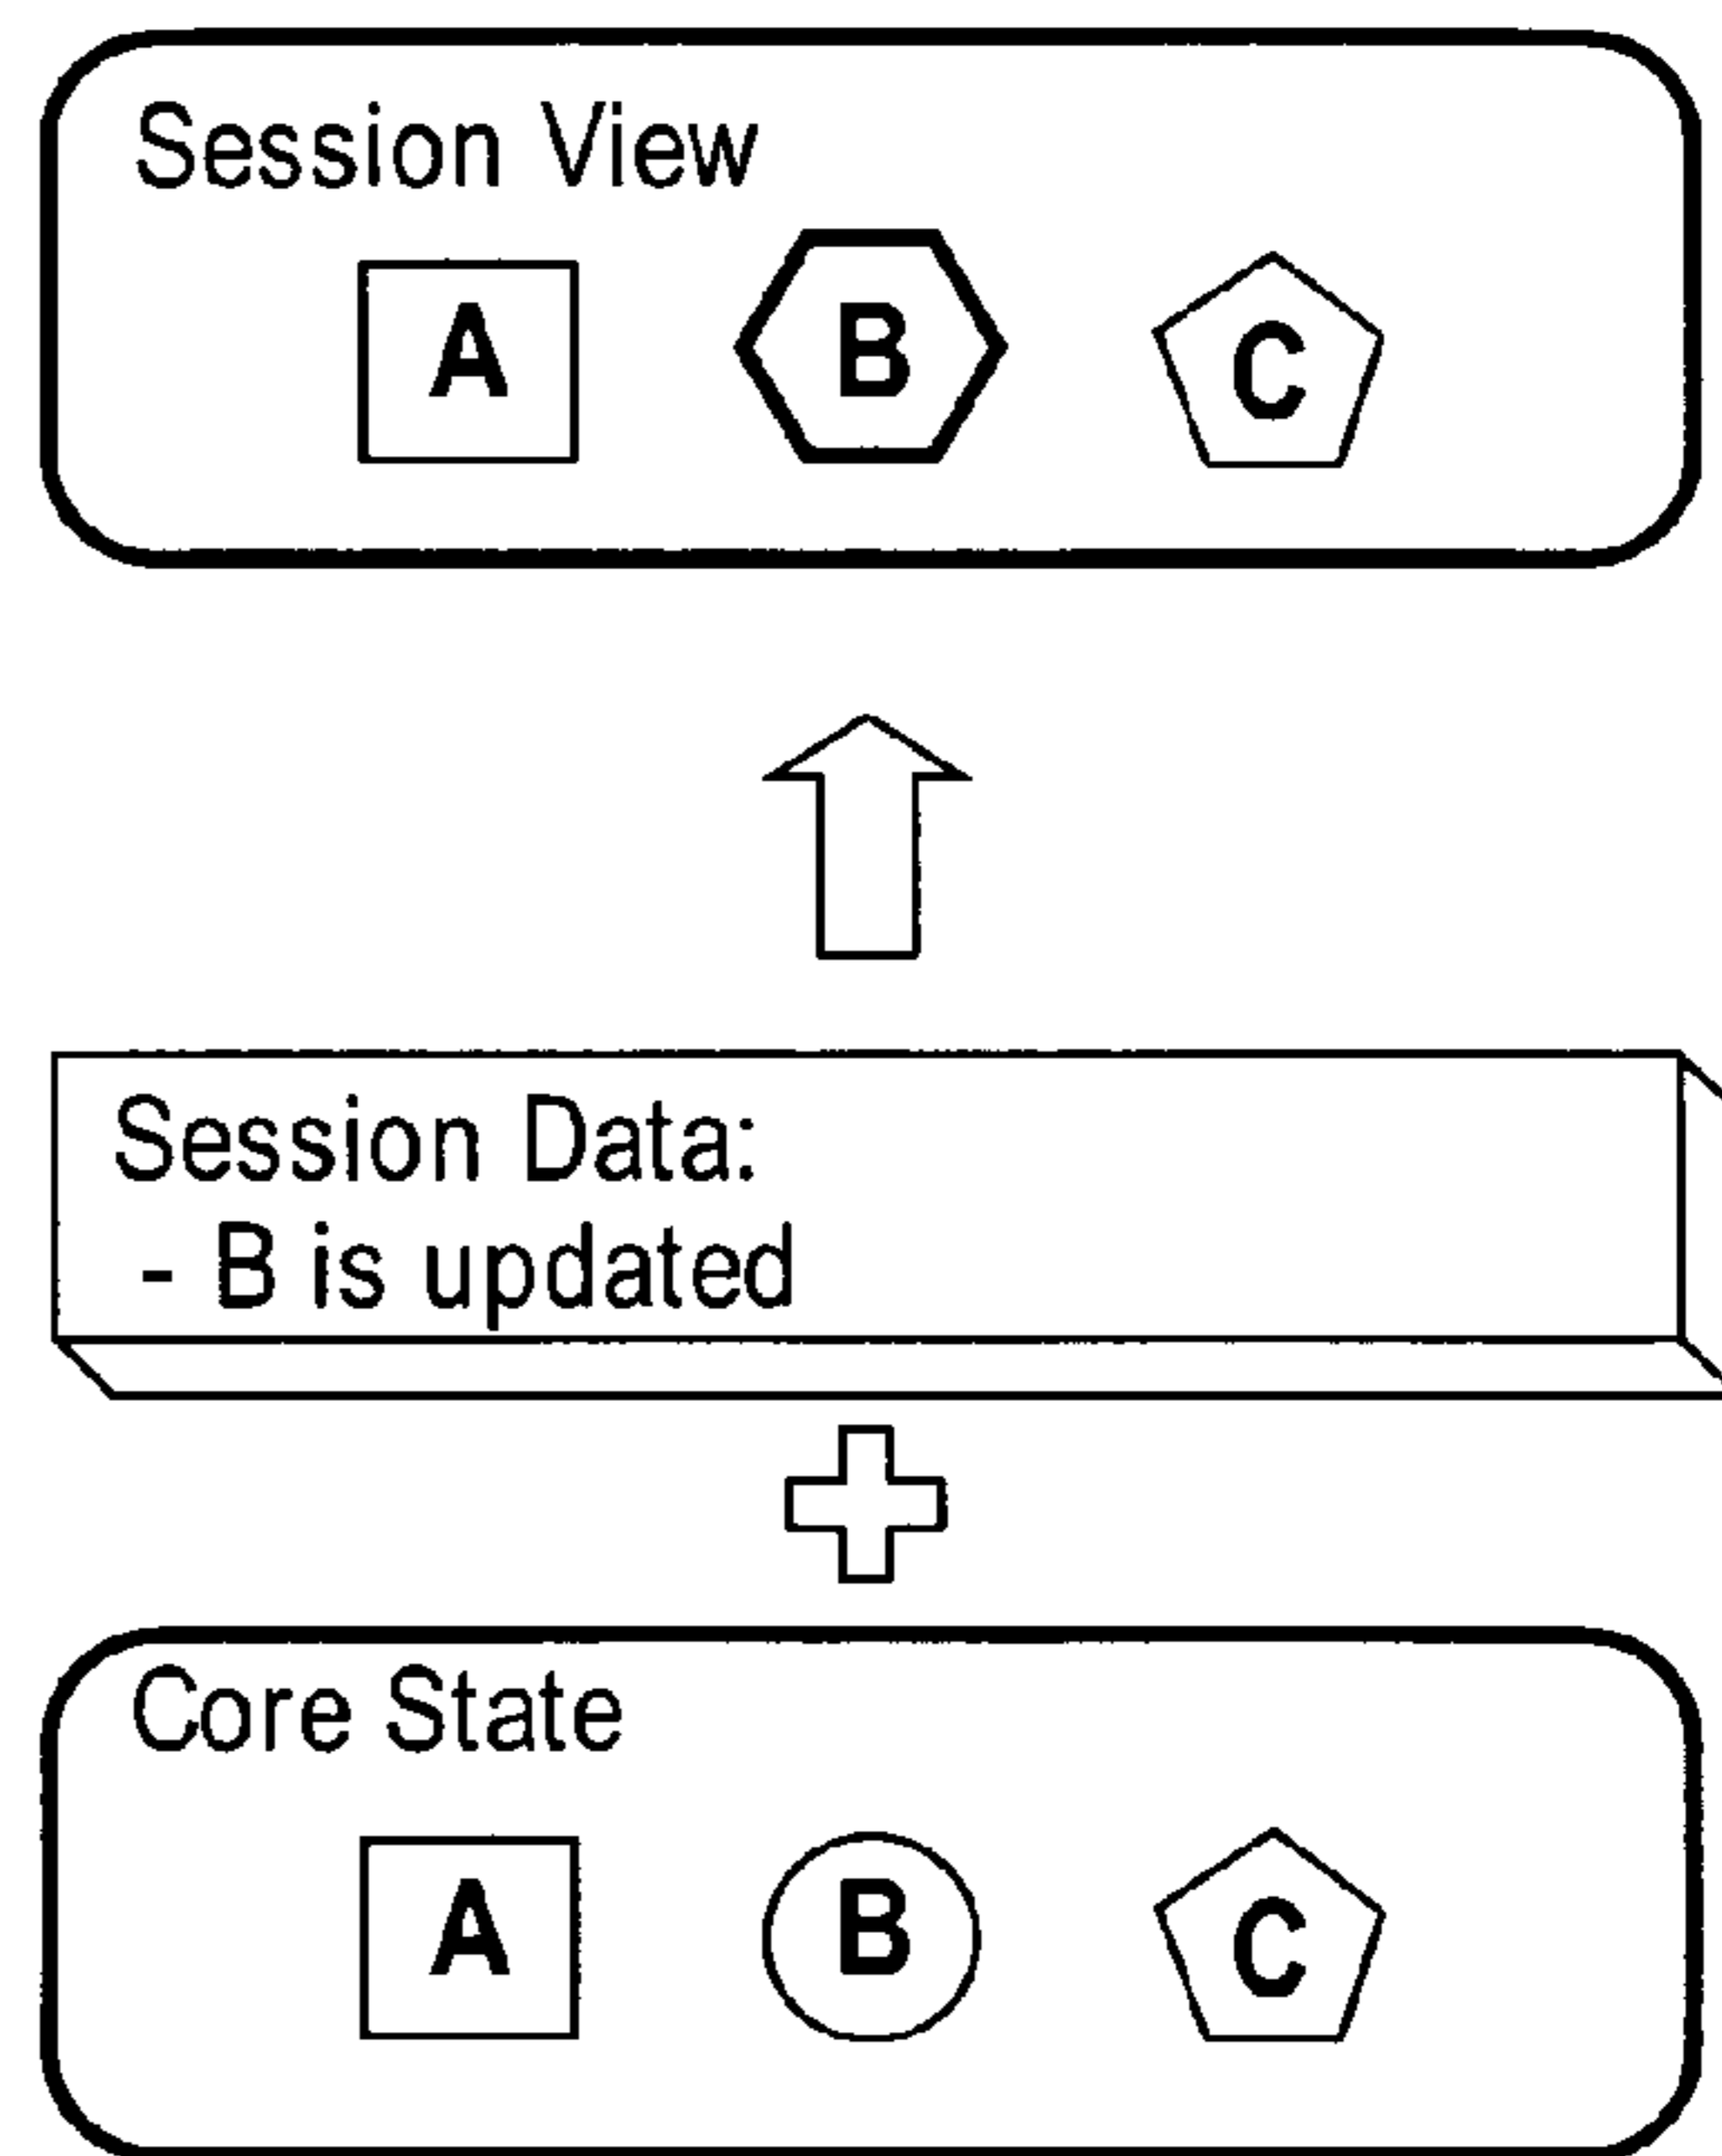 Session View
A B C
Session Data:
- B is updated
Core State
A B C